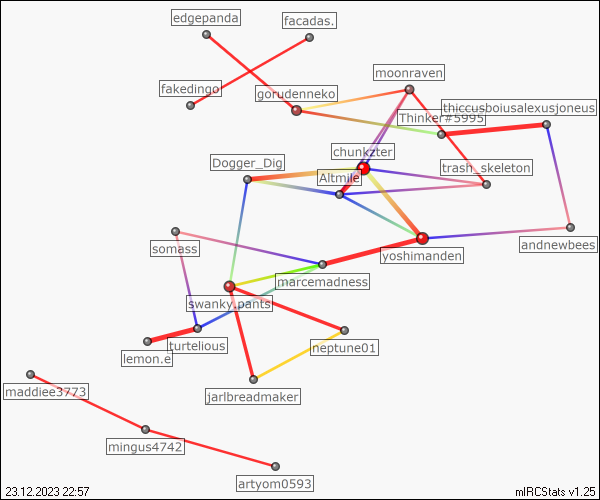 edgepanda
facadas.
moonraven
fakedingo
gorudenneko
thiccusboiusalexusjoneus
Thinker#5995
chunkzter
Dogger_Dig
trash_skeleton
Altmile
somass
andnewbees
yoshimanden
marcemadness
swanky.pants
turtelious
neptune01
lemon.e
maddiee3773
jarlbreadmaker
mingus4742
artyom0593
23.12.2023 22:57
mIRCStats v1.25